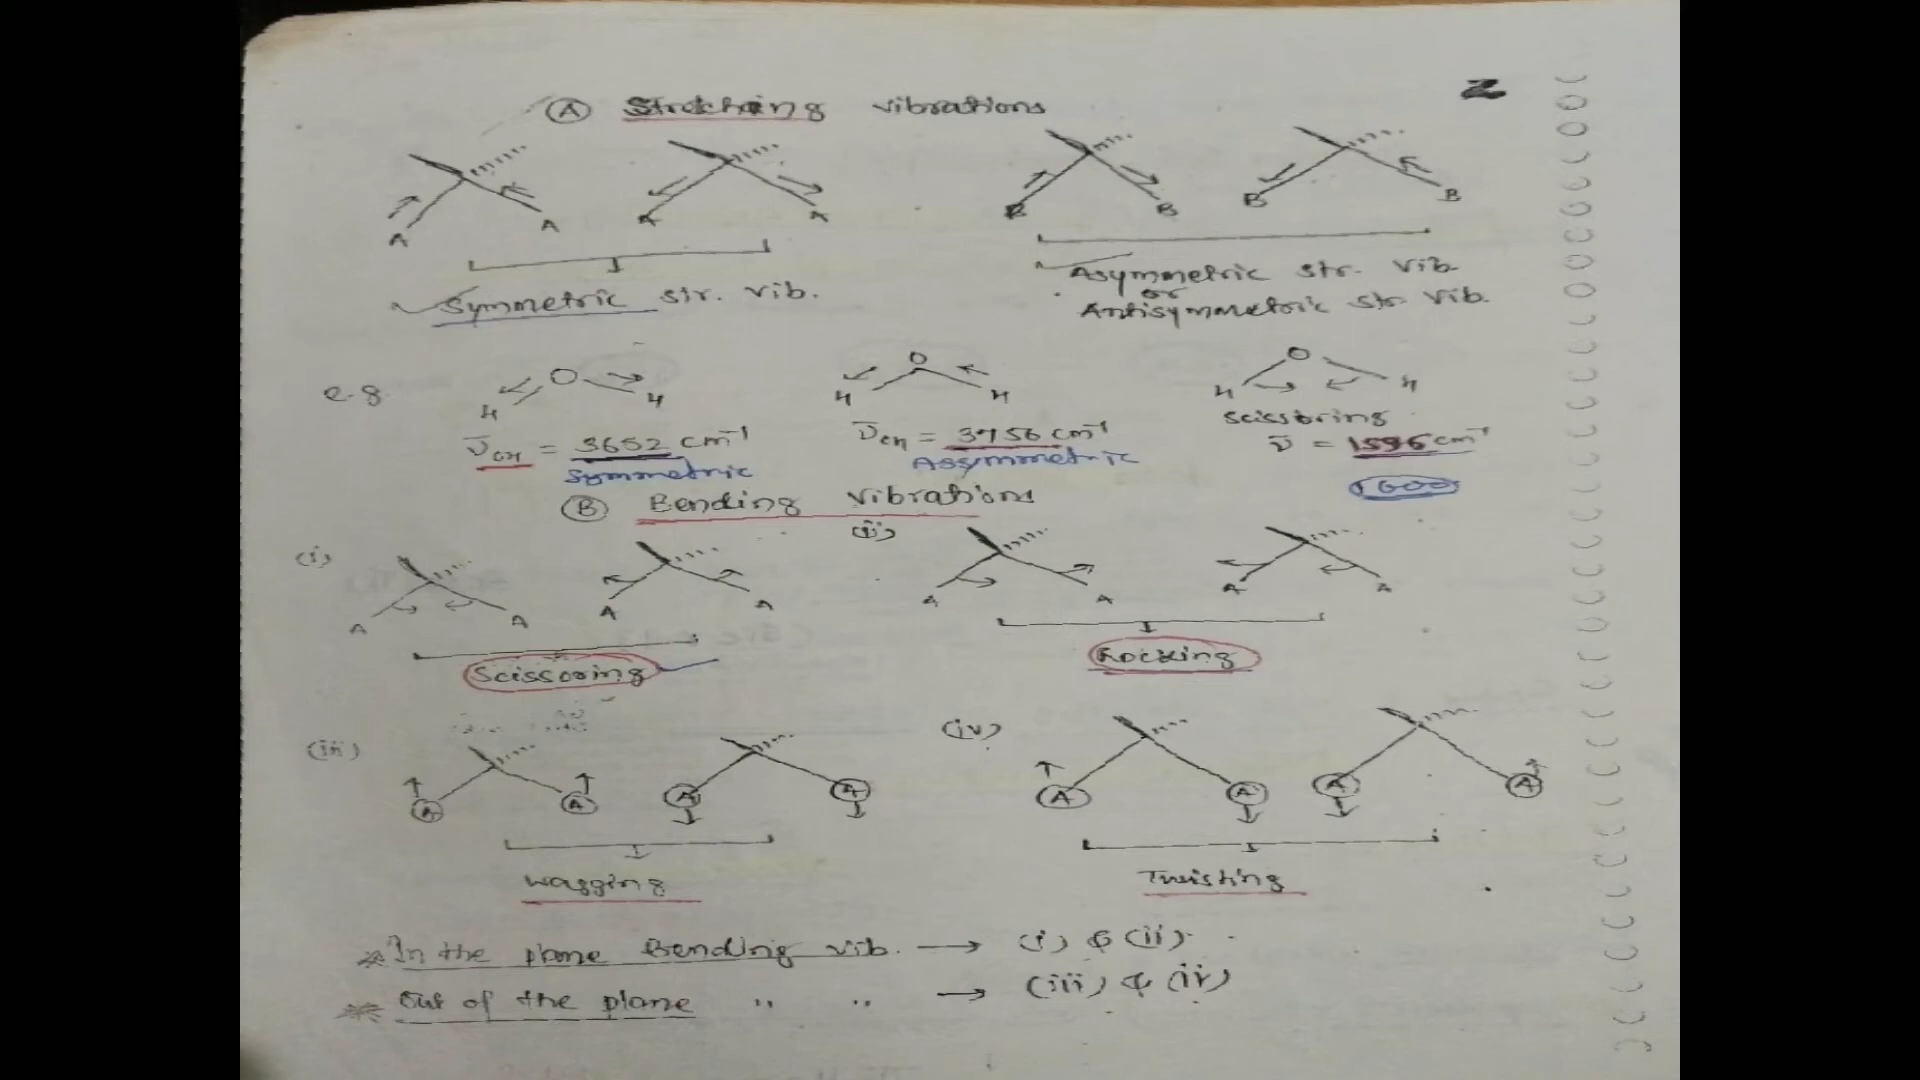 2
(A) Stretching vibrations
A A A A B B B B
Symmetric str. vib.
Asymmetric str. vib.
or
Antisymmetric str. vib.
e.g. O H H O H H O H H
Scissoring
ν̄OH = 3652 cm⁻¹ ν̄OH = 3756 cm⁻¹ ν̄ = 1596 cm⁻¹
Symmetric Assymmetric 1600
(B) Bending vibrations
(i) A A A A (ii) A A A A
Scissoring Rocking
(iii) A A A A (iv) A A A A
Wagging Twisting
* In the plane Bending vib. → (i) & (ii)
* Out of the plane " " → (iii) & (iv)